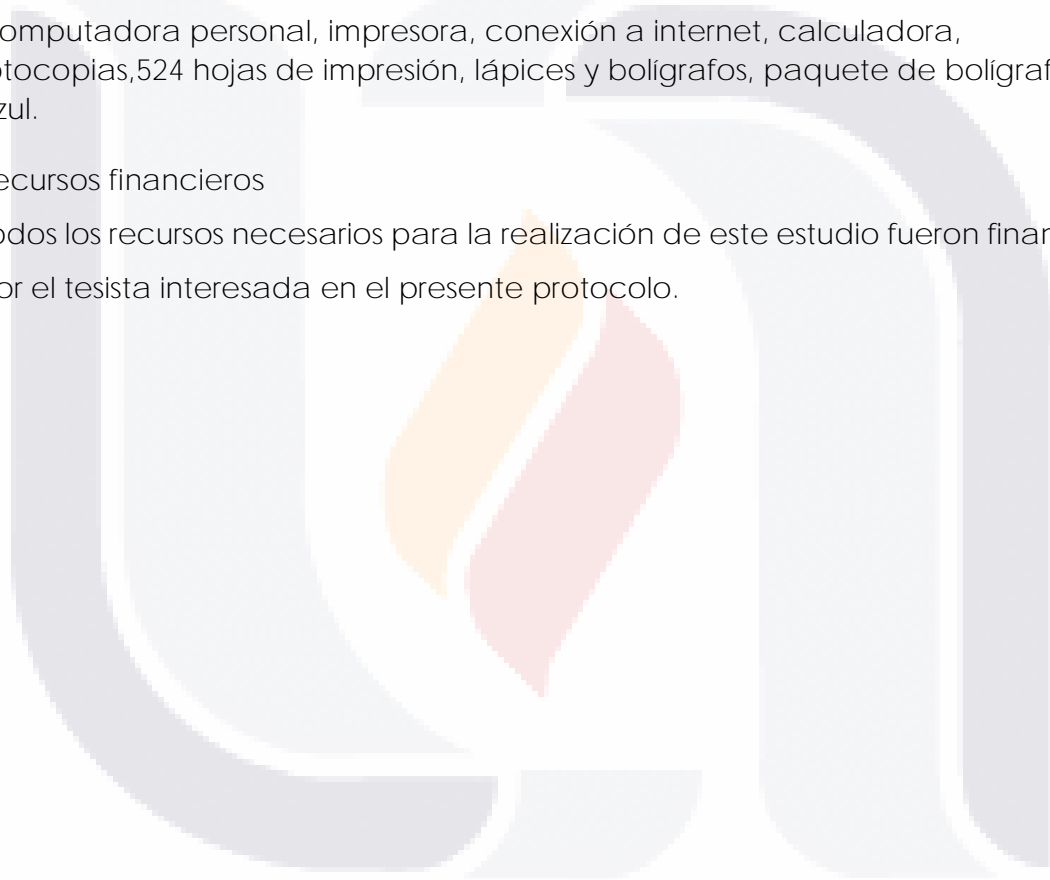 omputadora personal, impresora, conexión a internet, calculadora,
otocopias,524 hojas de impresión, lápices y bolígrafos, paquete de bolígraf
zul.
ecursos financieros
odos los recursos necesarios para la realización de este estudio fueron finan
or el tesista interesada en el presente protocolo.